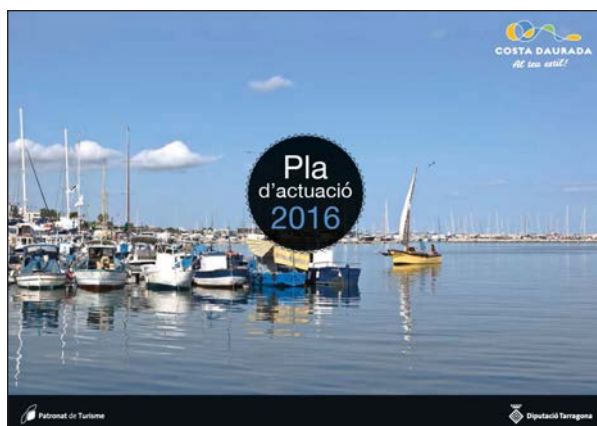 COSTA DAURADA
Al teu estil!
Pla
d'actuació
2016
Patronat de Turisme
Diputació Tarragona